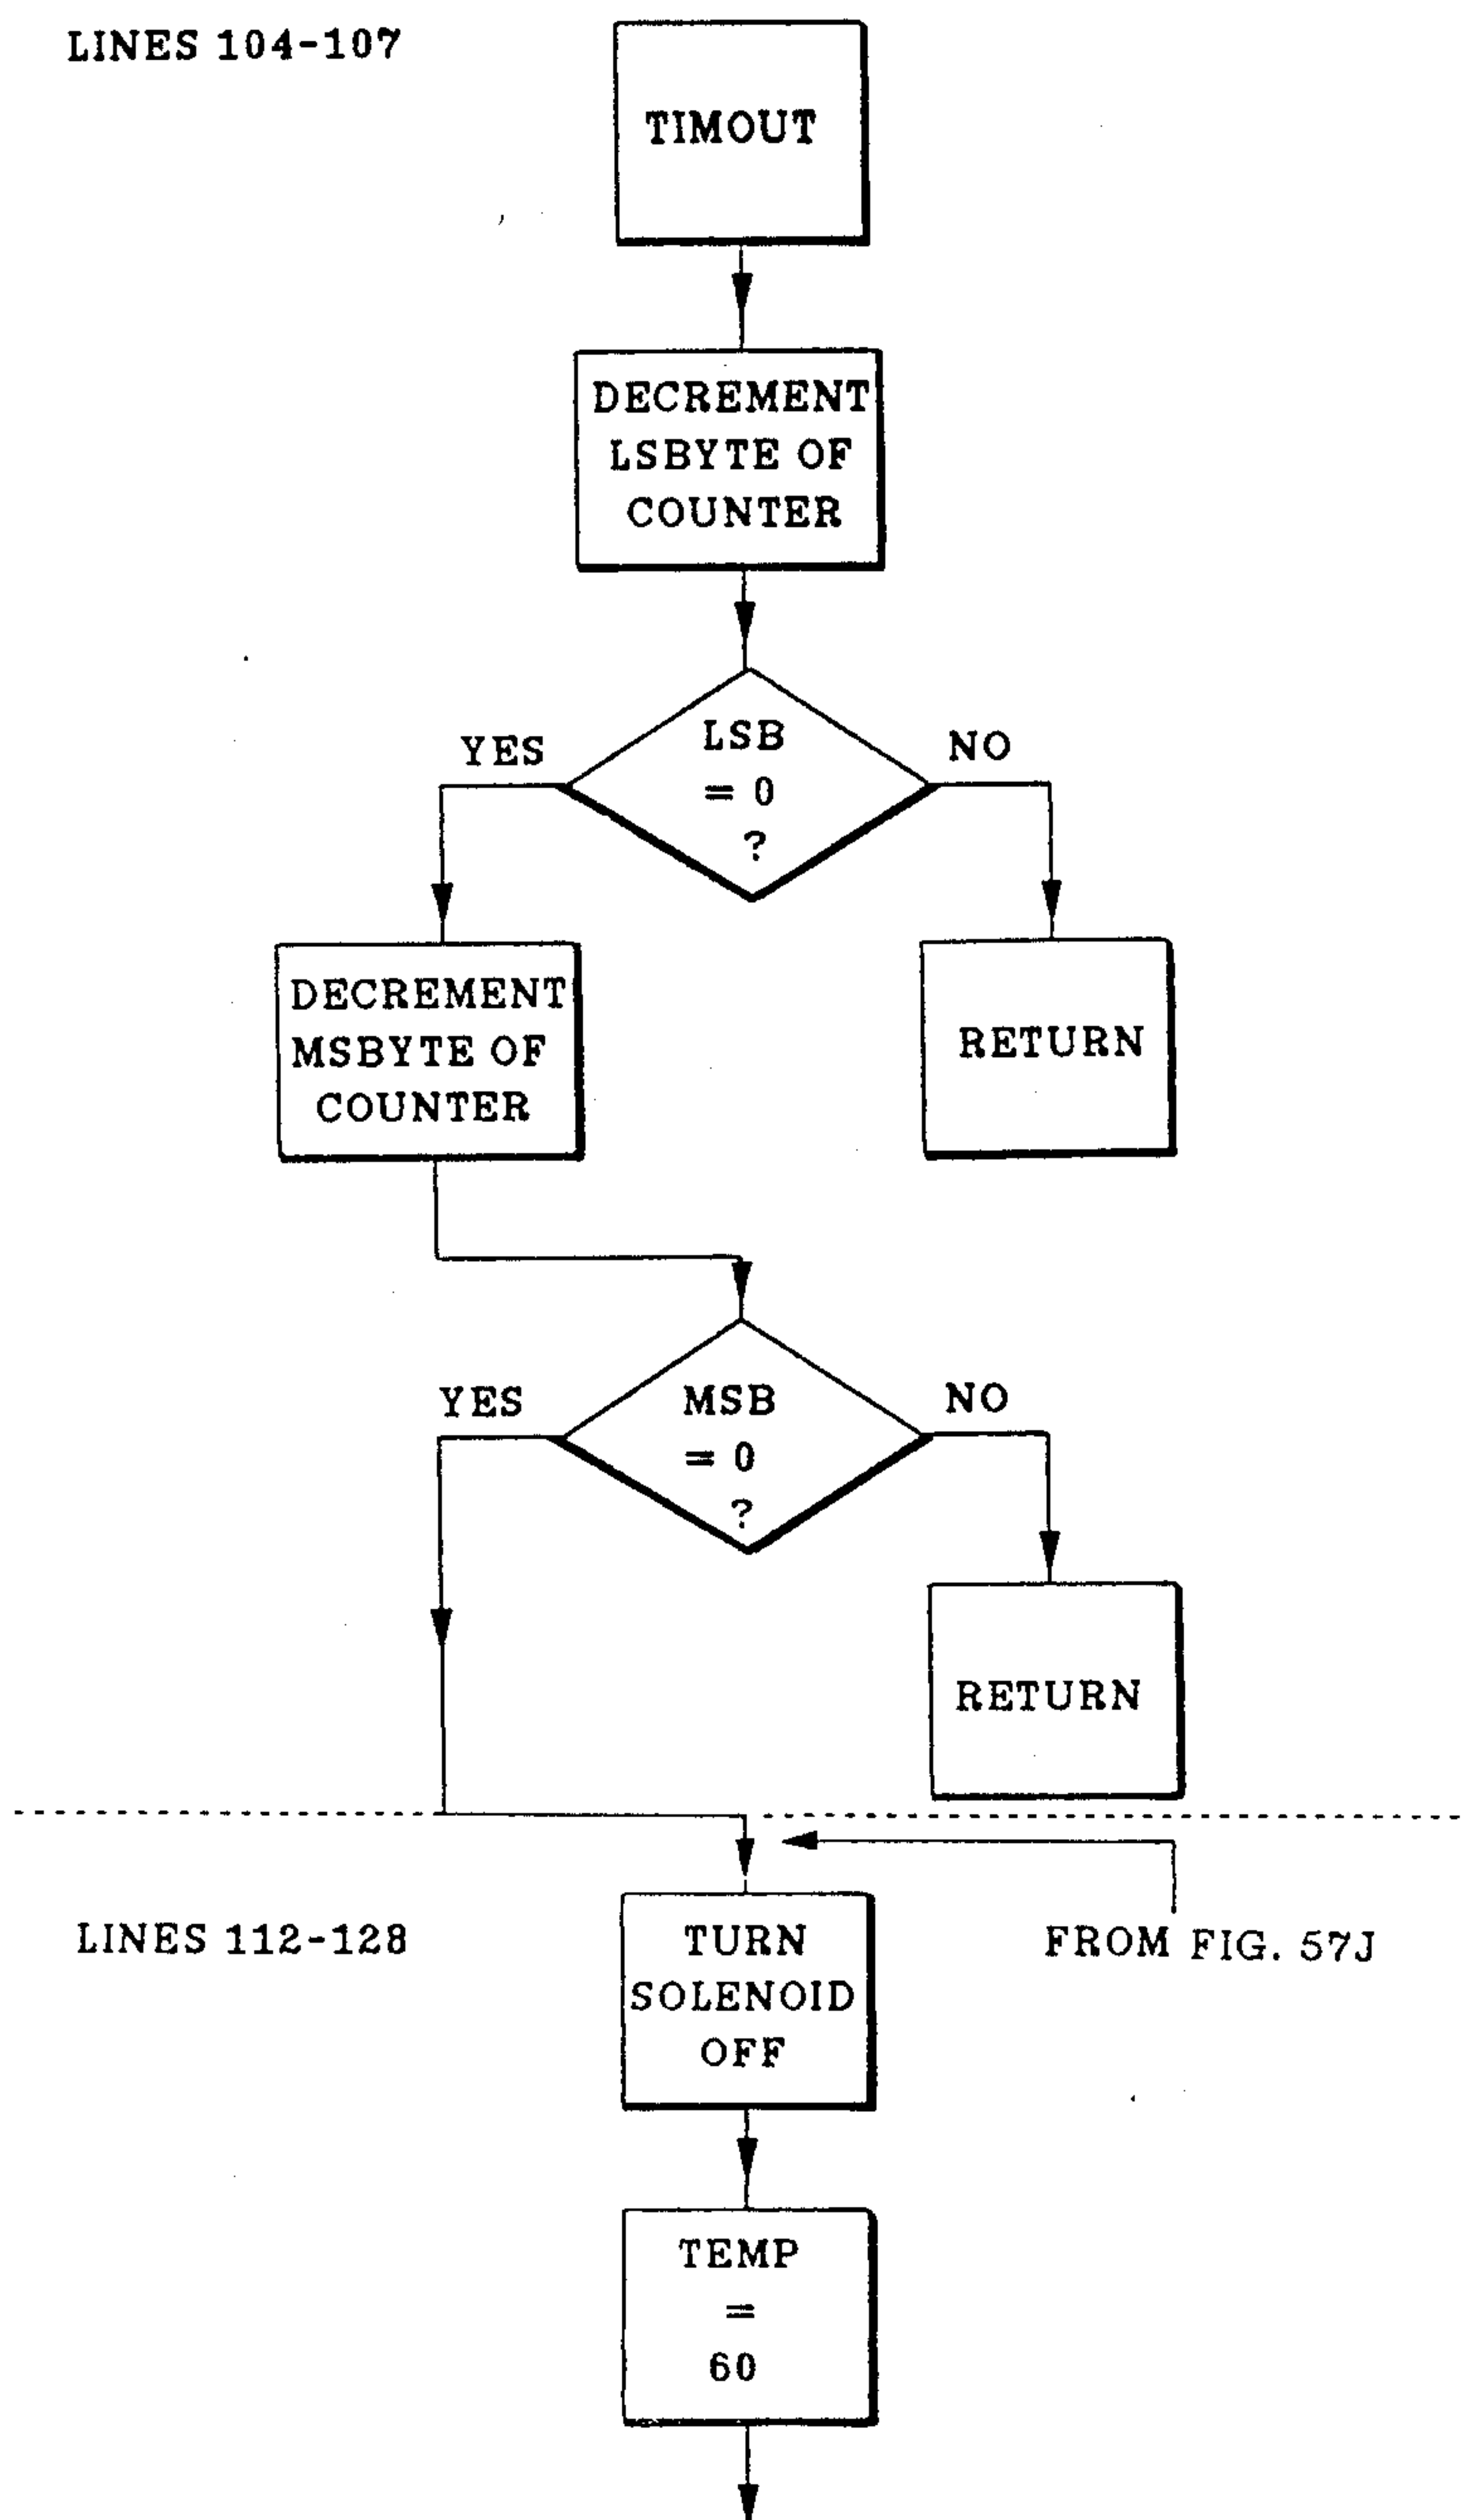 LINES 104-107
TIMOUT
DECREMENT
LSBYTE OF
COUNTER
YES
LSB
= 0
?
NO
DECREMENT
MSBYTE OF
COUNTER
RETURN
YES
MSB
= 0
?
NO
RETURN
LINES 112-128
TURN
SOLENOID
OFF
FROM FIG. 57J
TEMP
=
60